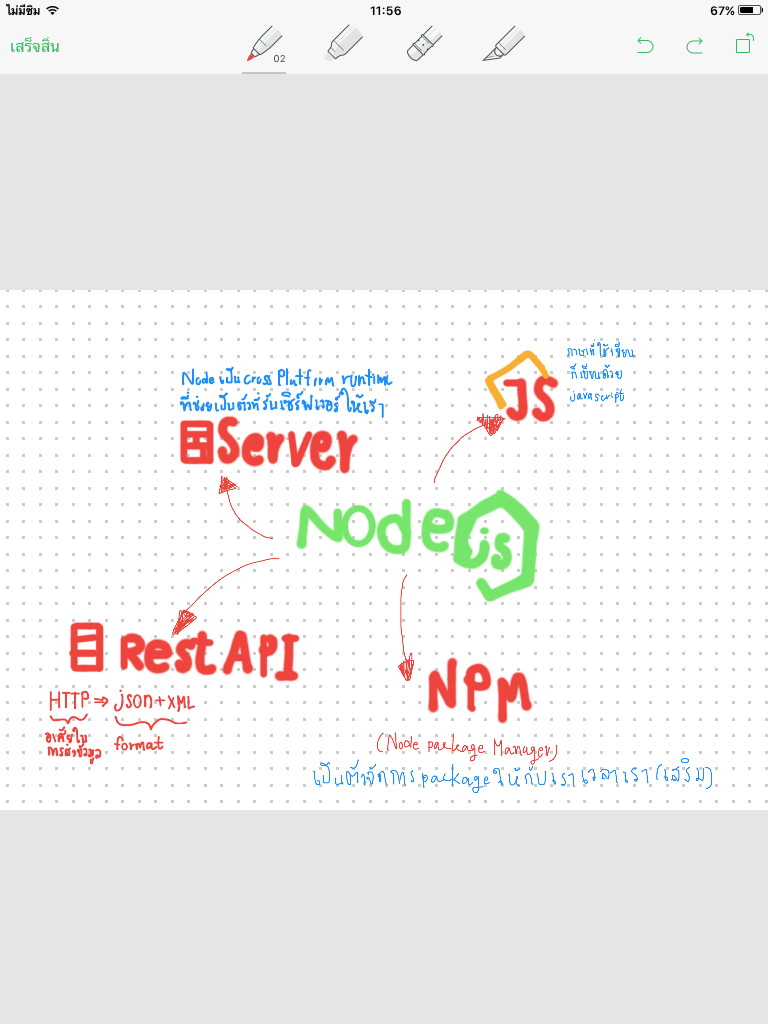 ไม่มีซิม
11:56
67%
เสร็จสิ้น
02
Node เป็น cross Platform runtime
ที่ช่วยเป็นตัวที่รันเซิร์ฟเวอร์ ให้เรา
Server
JS
ภาษาที่ใช้เขียน
ก็เขียนด้วย
javascript
Node js
Rest API
HTTP ⇒ json + XML
อาศัยใน
การส่งข้อมูล
format
NPM
(Node package Manager)
เป็นตัวจัดการ package ให้กับเรา เวลาเรา (เสริม)